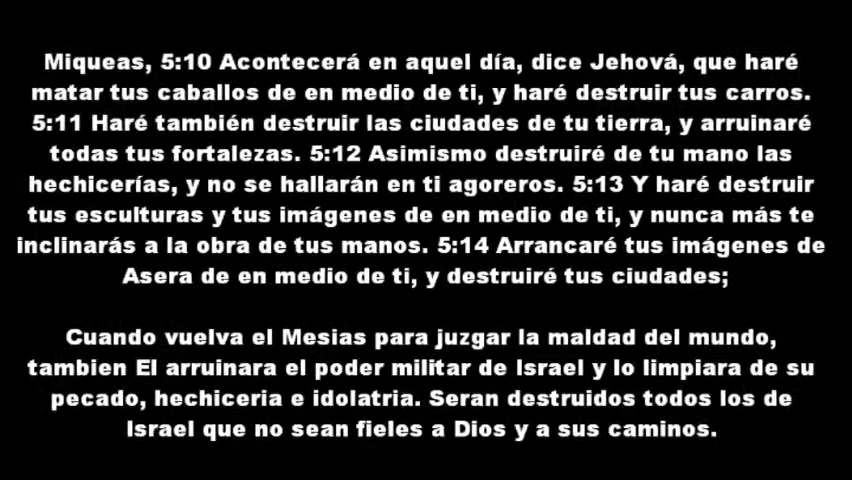 Miqueas, 5:10 Acontecerá en aquel día, dice Jehová, que haré
matar tus caballos de en medio de ti, y haré destruir tus carros.
5:11 Haré también destruir las ciudades de tu tierra, y arruinaré
todas tus fortalezas. 5:12 Asimismo destruiré de tu mano las
hechicerías, y no se hallarán en ti agoreros. 5:13 Y haré destruir
tus esculturas y tus imágenes de en medio de ti, y nunca más te
inclinarás a la obra de tus manos. 5:14 Arrancaré tus imágenes de
Asera de en medio de ti, y destruiré tus ciudades;
Cuando vuelva el Mesias para juzgar la maldad del mundo,
tambien El arruinara el poder militar de Israel y lo limpiara de su
pecado, hechiceria e idolatria. Seran destruidos todos los de
Israel que no sean fieles a Dios y a sus caminos.